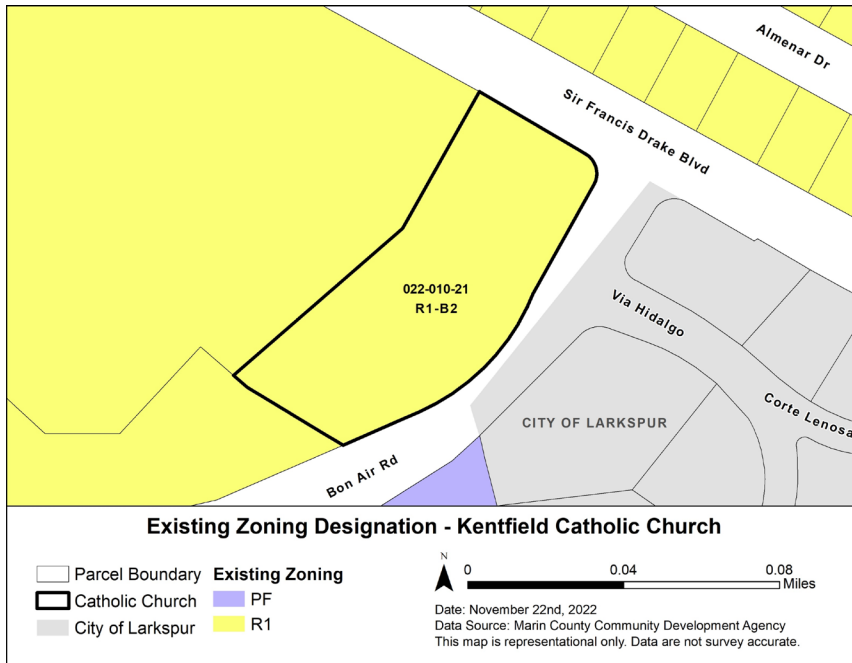 Almenar Dr
Sir Francis Drake Blvd
022-010-21
R1-B2
Via Hidalgo
Corte Lenosa
CITY OF LARKSPUR
Bon Air Rd
Existing Zoning Designation - Kentfield Catholic Church
Parcel Boundary
Catholic Church
City of Larkspur
Existing Zoning
PF
R1
N
0 0.04 0.08
Miles
Date: November 22nd, 2022
Data Source: Marin County Community Development Agency
This map is representational only. Data are not survey accurate.